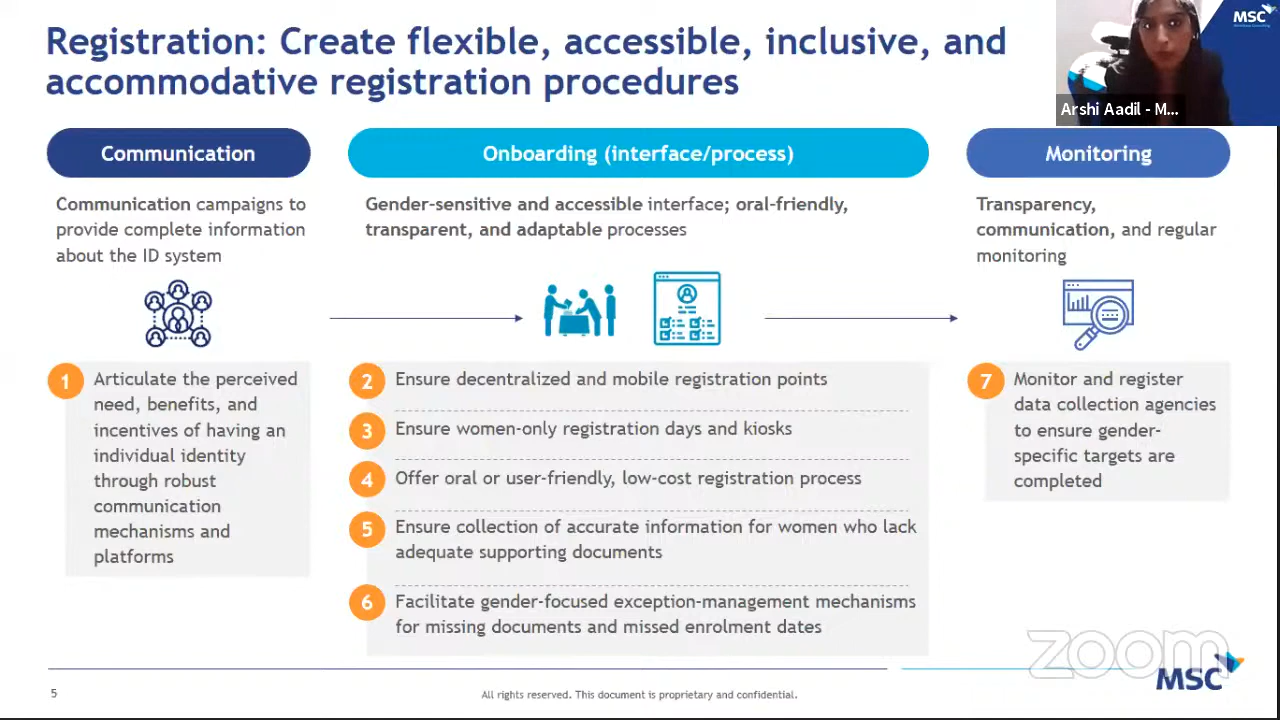 Registration: Create flexible, accessible, inclusive, and
accommodative registration procedures
MSC
Arshi Aadil - M...
Communication
Communication campaigns to
provide complete information
about the ID system
1
Articulate the perceived
need, benefits, and
incentives of having an
individual identity
through robust
communication
mechanisms and
platforms
Onboarding (interface/process)
Gender-sensitive and accessible interface; oral-friendly,
transparent, and adaptable processes
2 Ensure decentralized and mobile registration points
3 Ensure women-only registration days and kiosks
4 Offer oral or user-friendly, low-cost registration process
5 Ensure collection of accurate information for women who lack
adequate supporting documents
6 Facilitate gender-focused exception-management mechanisms
for missing documents and missed enrolment dates
Monitoring
Transparency,
communication, and regular
monitoring
7 Monitor and register
data collection agencies
to ensure gender-
specific targets are
completed
zoom
MSC
5
All rights reserved. This document is proprietary and confidential.